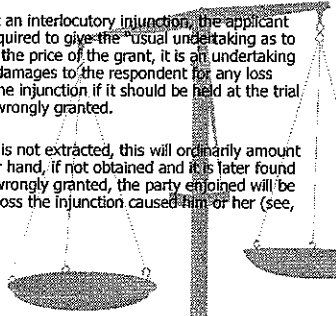 t an interlocutory injunction, the applicant
quired to give the "usual undertaking as to
the price of the grant, it is an undertaking
damages to the respondent for any loss
he injunction if it should be held at the trial
wrongly granted.
is not extracted, this will ordinarily amount
r hand, if not obtained and it is later found
wrongly granted, the party enjoined will be
oss the injunction caused him or her (see,